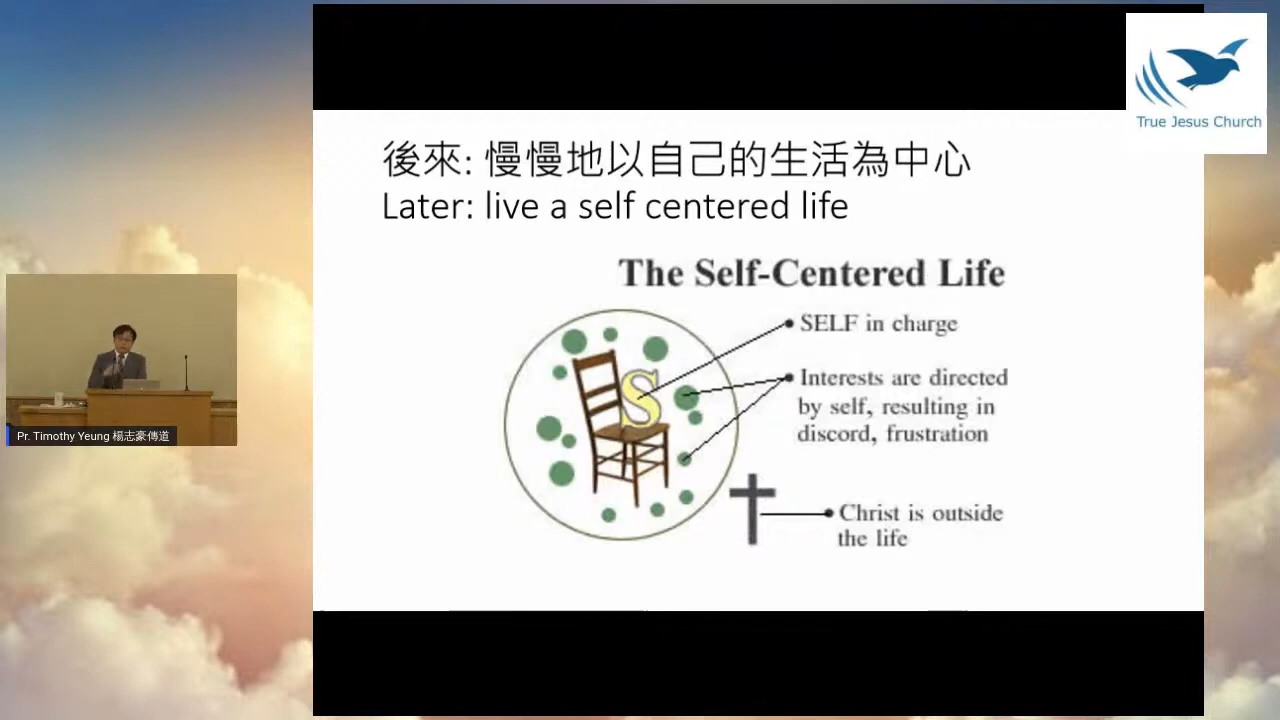 True Jesus Church
後來: 慢慢地以自己的生活為中心
Later: live a self centered life
The Self-Centered Life
SELF in charge
S
Interests are directed
by self, resulting in
discord, frustration
Christ is outside
the life
Pr. Timothy Yeung 楊志豪傳道